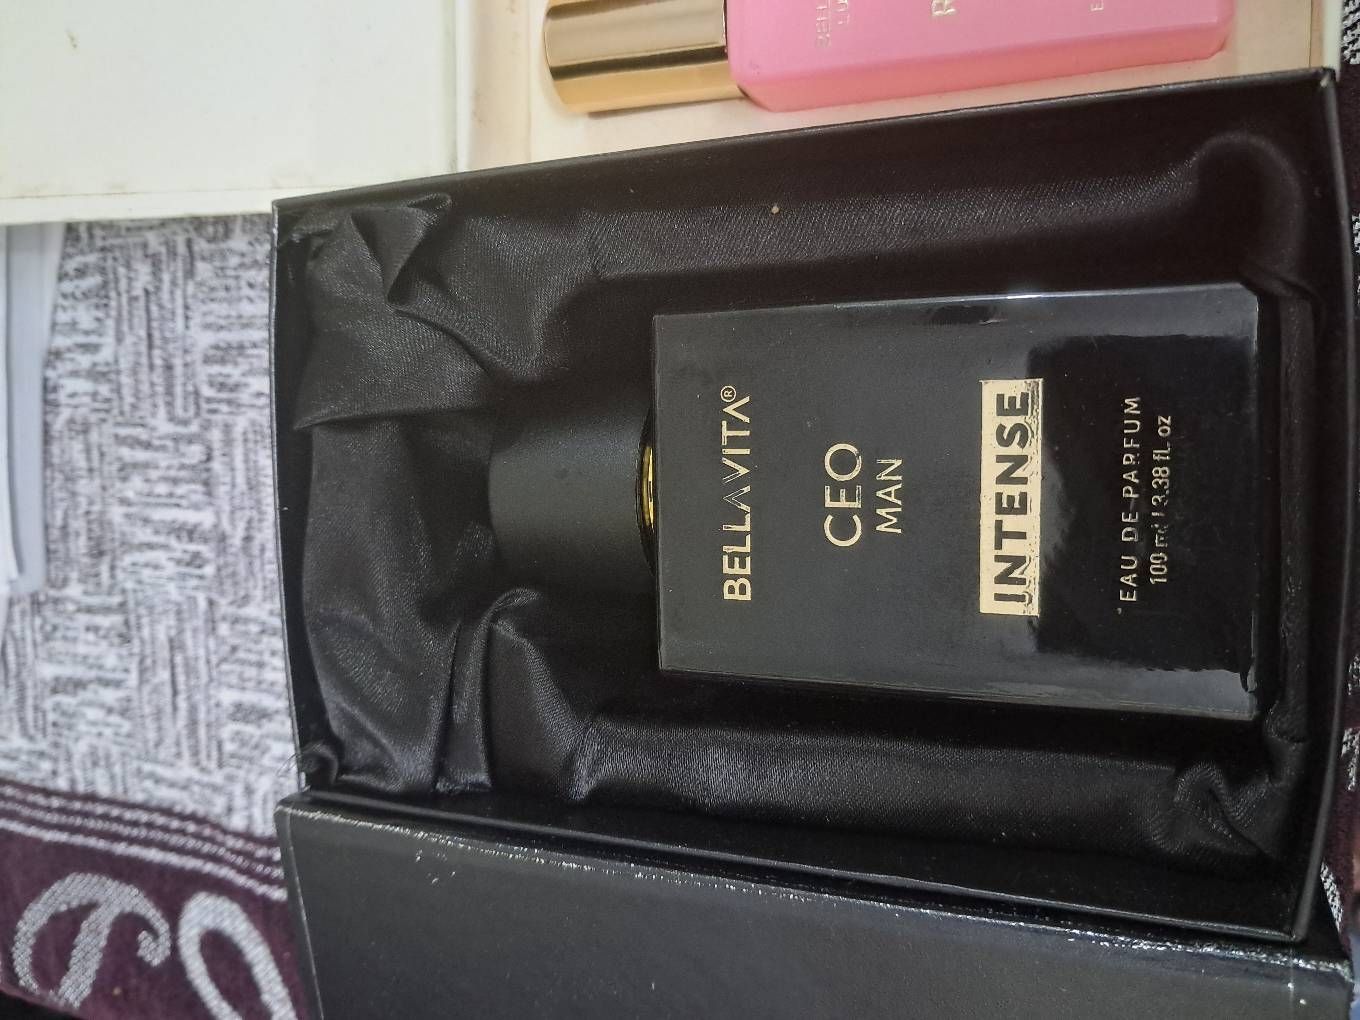 BELLAVITA®
CEO
MAN
INTENSE
EAU DE PARFUM
100 ml / 3.38 fl. oz